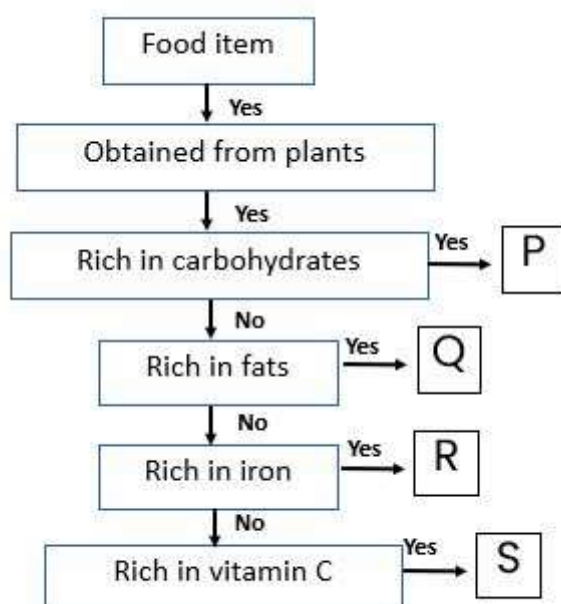 Food item
Yes
Obtained from plants
Yes
Rich in carbohydrates
Yes
P
No
Rich in fats
Yes
Q
No
Rich in iron
Yes
R
No
Rich in vitamin C
Yes
S